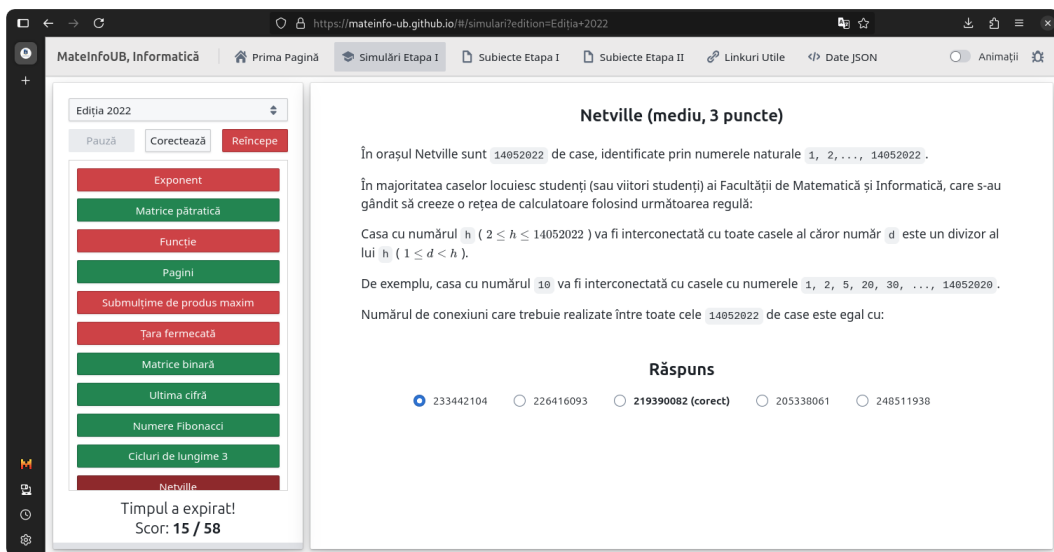 https://mateinfo-ub.github.io/#/simulari?edition=Ediția+2022
MateInfoUB, Informatică
Prima Pagină
Simulări Etapa I
Subiecte Etapa I
Subiecte Etapa II
Linkuri Utile
Date JSON
Animații
Ediția 2022
Pauză
Corectează
Reîncepe
Exponent
Matrice pătratică
Funcție
Pagini
Submulțime de produs maxim
Țara fermecată
Matrice binară
Ultima cifră
Numere Fibonacci
Cicluri de lungime 3
Netville
Timpul a expirat!
Scor: 15 / 58
Netville (mediu, 3 puncte)
În orașul Netville sunt 14052022 de case, identificate prin numerele naturale 1, 2,..., 14052022 .
În majoritatea caselor locuiesc studenți (sau viitori studenți) ai Facultății de Matematică și Informatică, care s-au
gândit să creeze o rețea de calculatoare folosind următoarea regulă:
Casa cu numărul h ( 2 ≤ h ≤ 14052022 ) va fi interconectată cu toate casele al căror număr d este un divizor al
lui h ( 1 ≤ d < h ).
De exemplu, casa cu numărul 10 va fi interconectată cu casele cu numerele 1, 2, 5, 20, 30, ..., 14052020 .
Numărul de conexiuni care trebuie realizate între toate cele 14052022 de case este egal cu:
Răspuns
233442104
226416093
219390082 (corect)
205338061
248511938